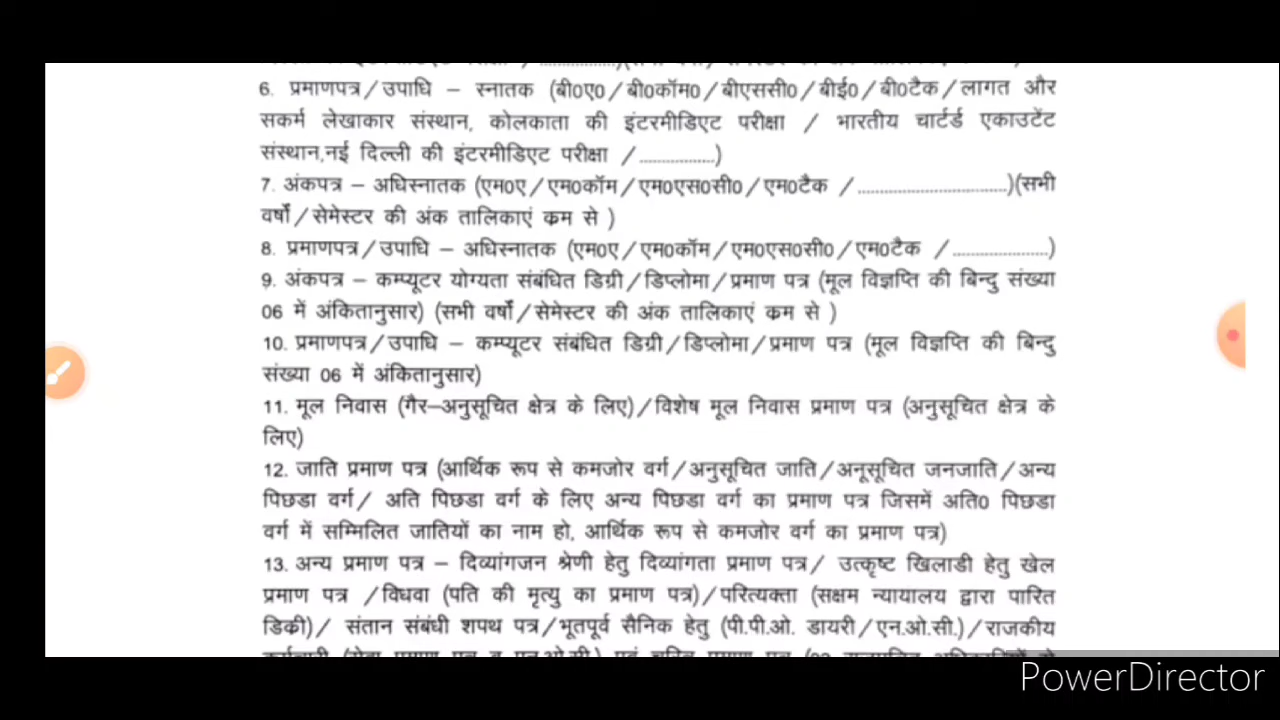 6. प्रमाणपत्र/उपाधि – स्नातक (बी0ए0/बी0कॉम0/बीएससी0/बीई0/बी0टैक/लागत और
सकर्म लेखाकार संस्थान, कोलकाता की इंटरमीडिएट परीक्षा / भारतीय चार्टर्ड एकाउटेंट
संस्थान,नई दिल्ली की इंटरमीडिएट परीक्षा /.................)
7. अंकपत्र – अधिस्नातक (एम0ए/एम0कॉम/एम0एस0सी0/एम0टैक /.................................)(सभी
वर्षों/सेमेस्टर की अंक तालिकाएं क्रम से )
8. प्रमाणपत्र/उपाधि – अधिस्नातक (एम0ए/एम0कॉम/एम0एस0सी0/एम0टैक /.....................)
9. अंकपत्र – कम्प्यूटर योग्यता संबंधित डिग्री/डिप्लोमा/प्रमाण पत्र (मूल विज्ञप्ति की बिन्दु संख्या
06 में अंकितानुसार) (सभी वर्षों/सेमेस्टर की अंक तालिकाएं क्रम से )
10. प्रमाणपत्र/उपाधि – कम्प्यूटर संबंधित डिग्री/डिप्लोमा/प्रमाण पत्र (मूल विज्ञप्ति की बिन्दु
संख्या 06 में अंकितानुसार)
11. मूल निवास (गैर–अनुसूचित क्षेत्र के लिए)/विशेष मूल निवास प्रमाण पत्र (अनुसूचित क्षेत्र के
लिए)
12. जाति प्रमाण पत्र (आर्थिक रूप से कमजोर वर्ग/अनुसूचित जाति/अनूसूचित जनजाति/अन्य
पिछडा वर्ग/ अति पिछडा वर्ग के लिए अन्य पिछडा वर्ग का प्रमाण पत्र जिसमें अति0 पिछडा
वर्ग में सम्मिलित जातियों का नाम हो, आर्थिक रूप से कमजोर वर्ग का प्रमाण पत्र)
13. अन्य प्रमाण पत्र – दिव्यांगजन श्रेणी हेतु दिव्यांगता प्रमाण पत्र/ उत्कृष्ट खिलाडी हेतु खेल
प्रमाण पत्र /विधवा (पति की मृत्यु का प्रमाण पत्र)/परित्यक्ता (सक्षम न्यायालय द्वारा पारित
डिक्री)/ संतान संबंधी शपथ पत्र/भूतपूर्व सैनिक हेतु (पी.पी.ओ. डायरी/एन.ओ.सी.)/राजकीय
PowerDirector